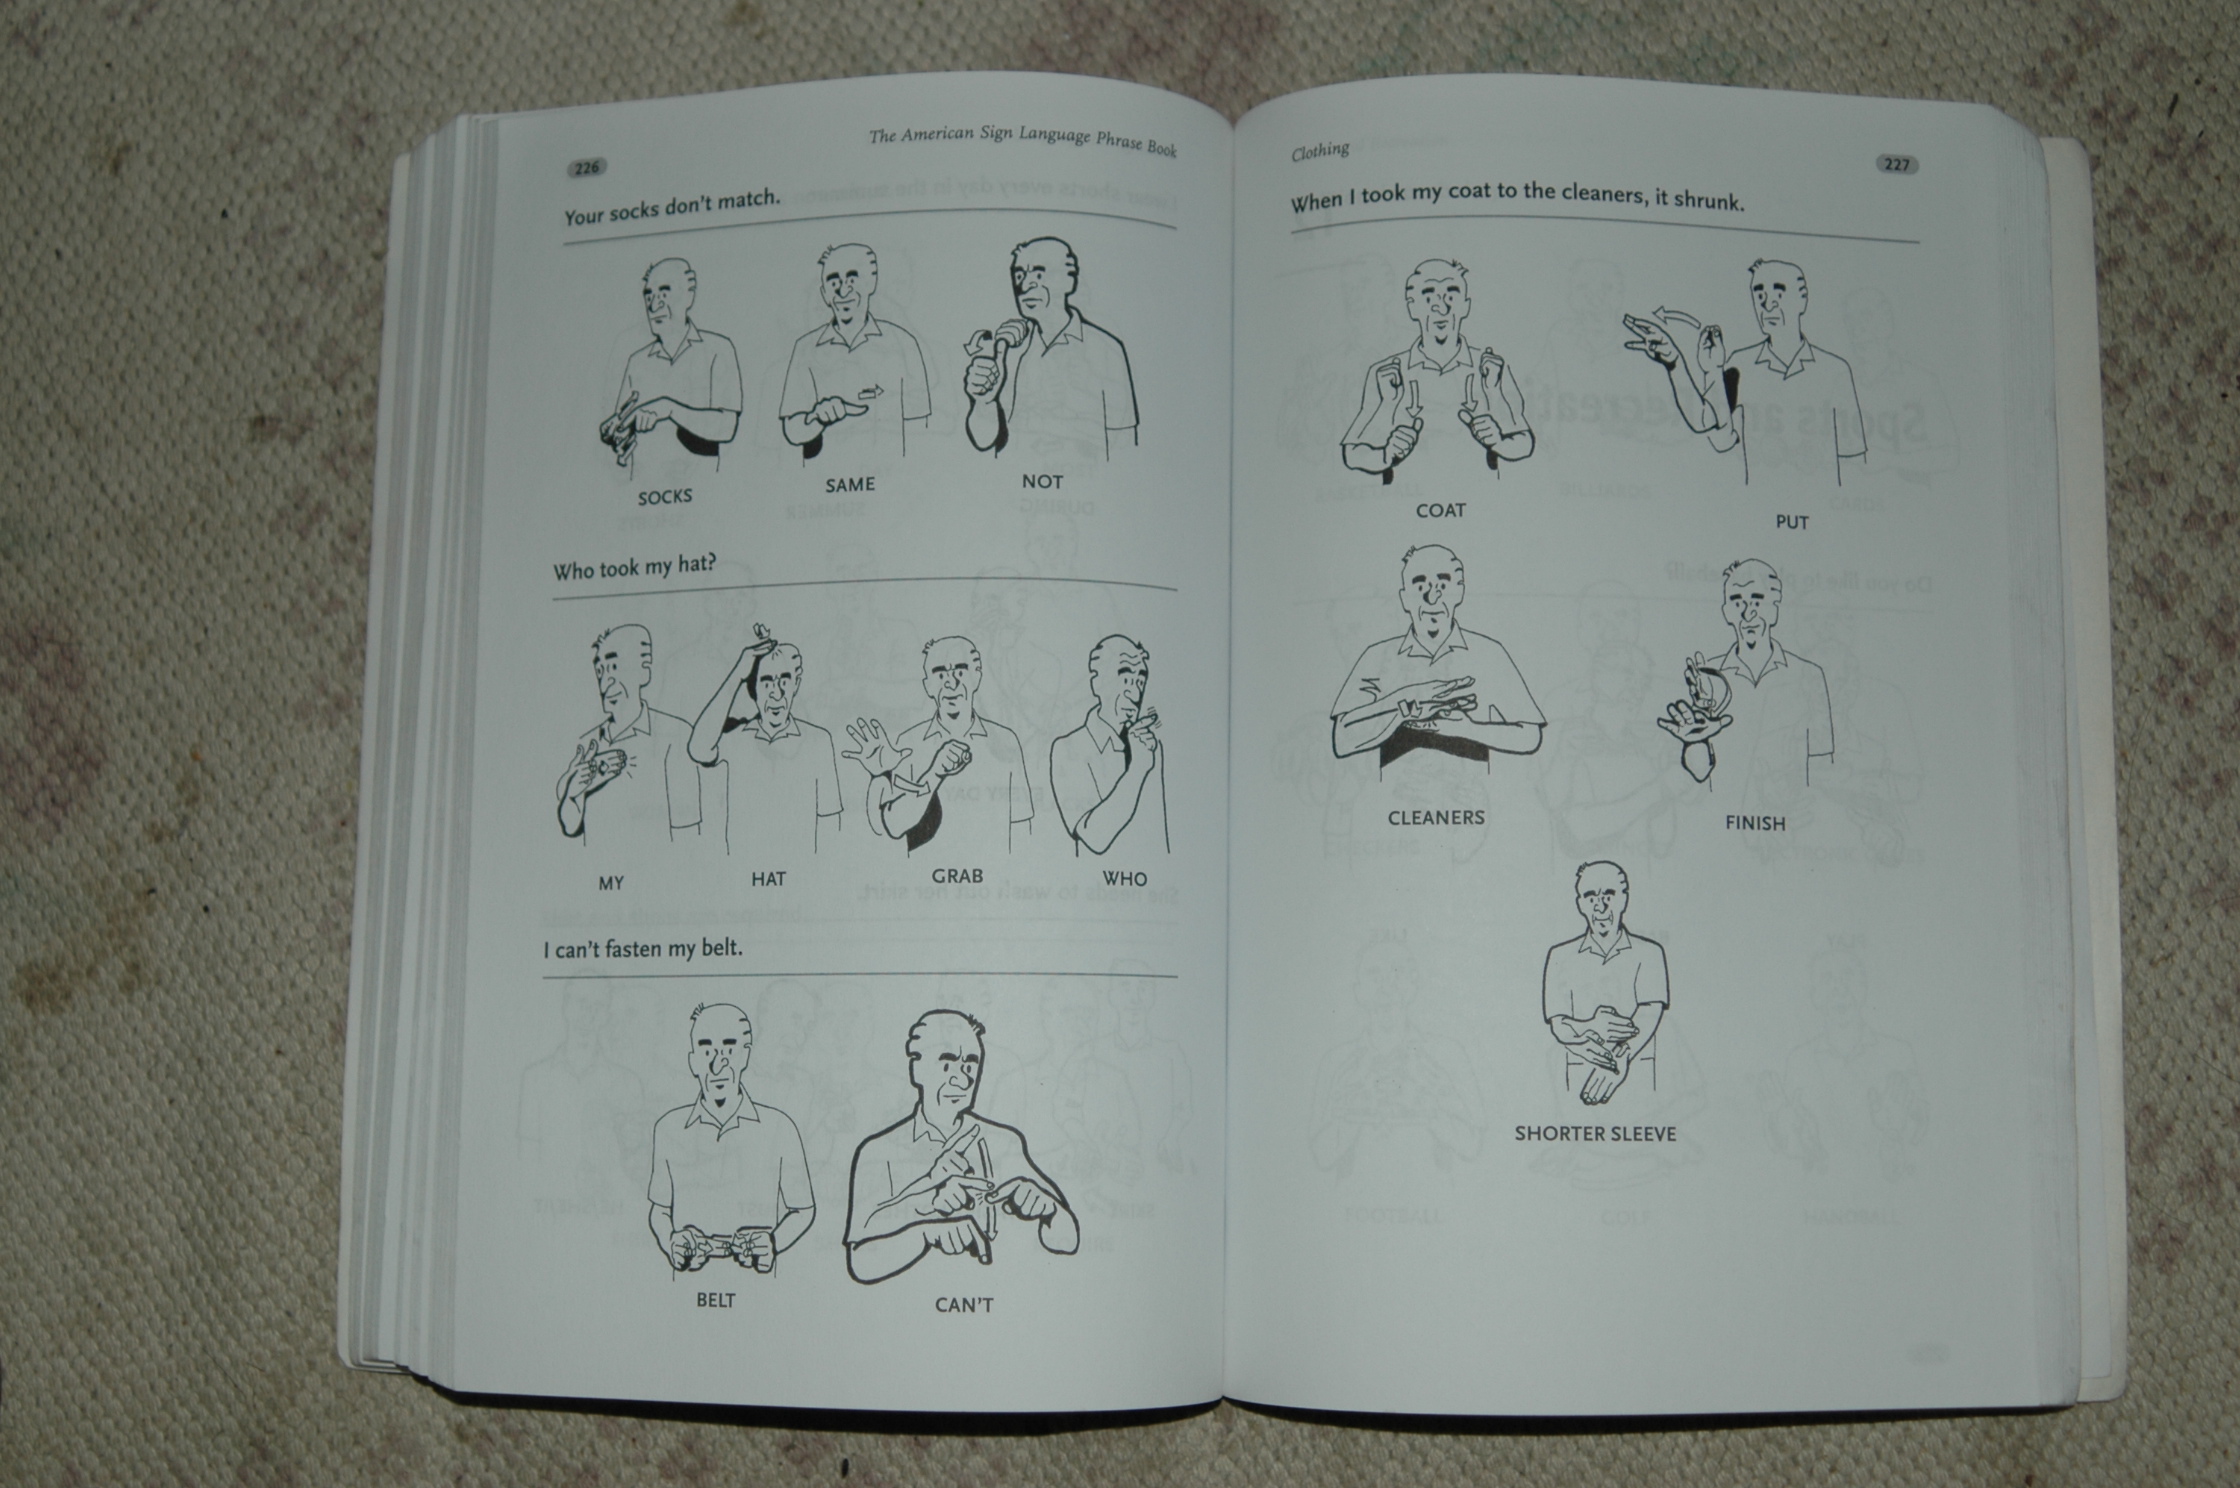 226
The American Sign Language Phrase Book
Your socks don't match.
SOCKS SAME NOT
Who took my hat?
MY HAT GRAB WHO
I can't fasten my belt.
BELT CAN'T
Clothing
227
When I took my coat to the cleaners, it shrunk.
COAT PUT
CLEANERS FINISH
SHORTER SLEEVE